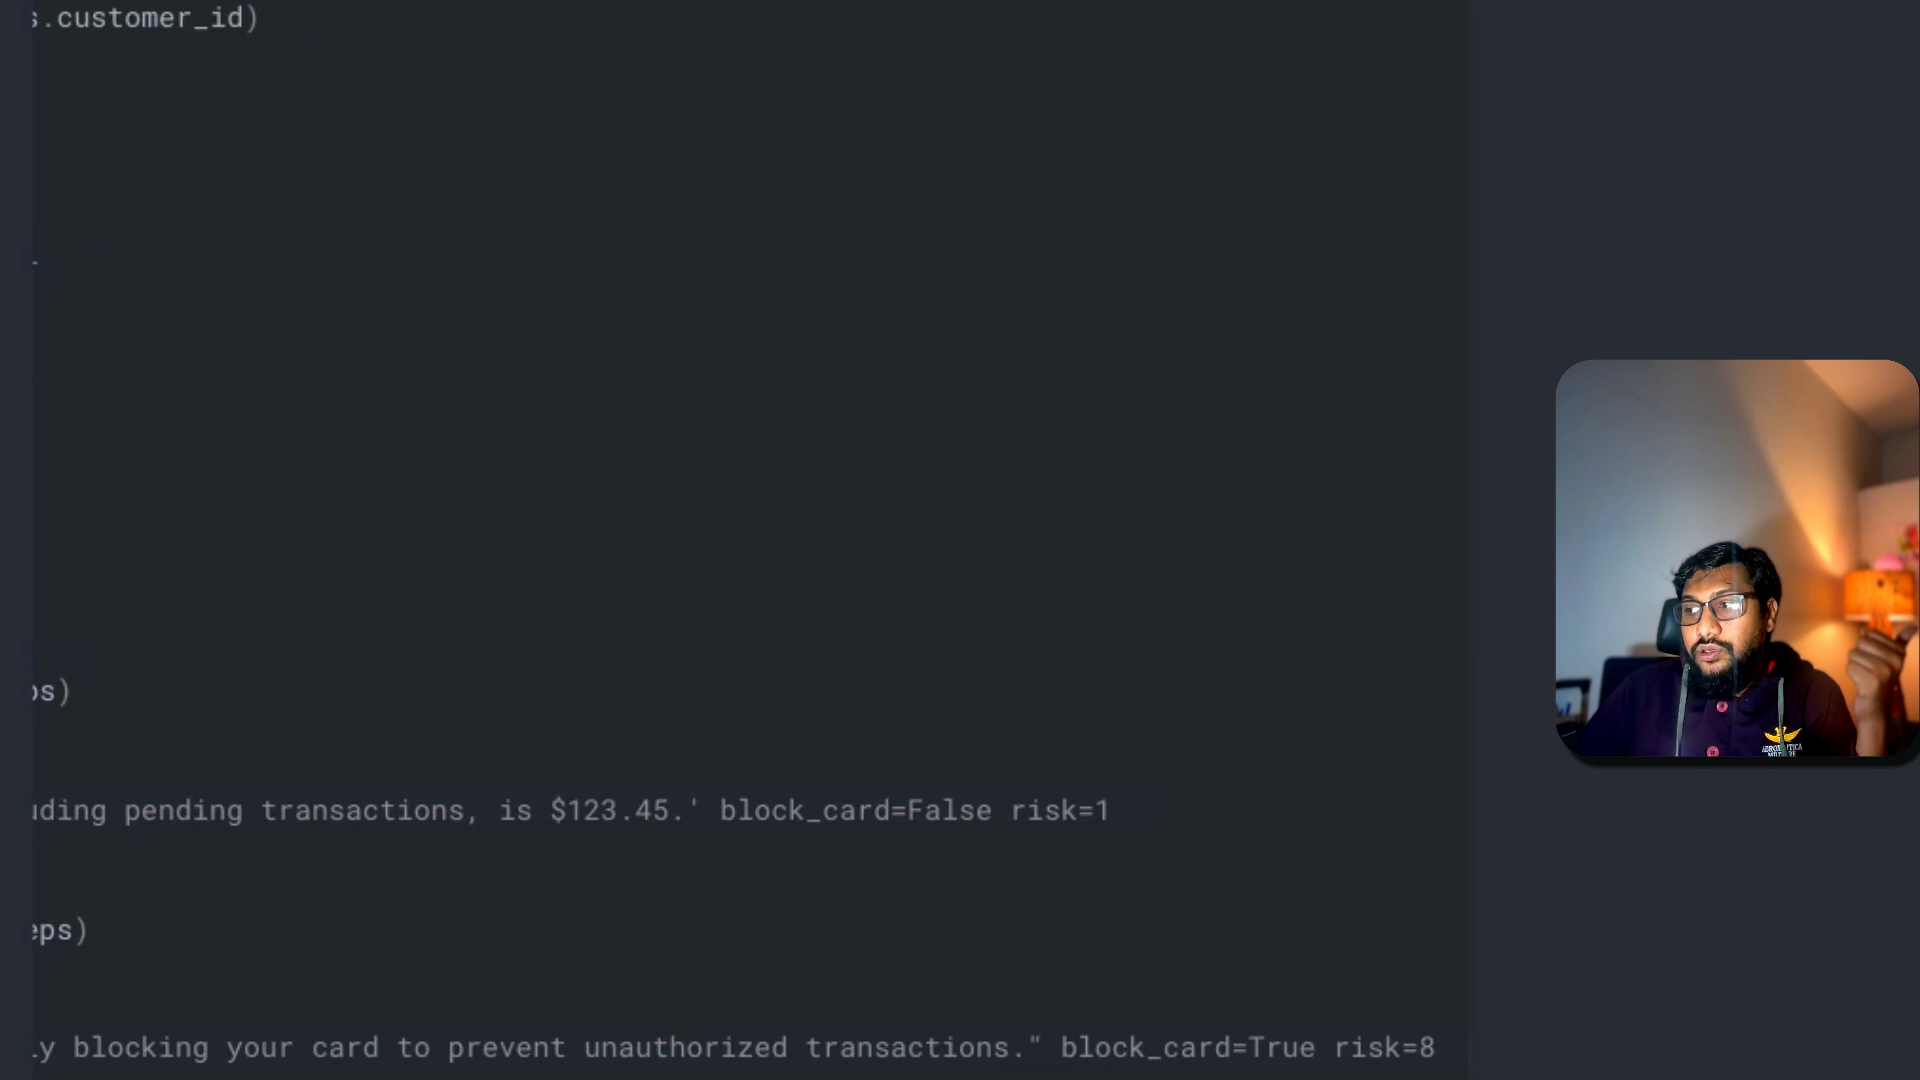 .customer_id)
s)
ding pending transactions, is $123.45.' block_card=False risk=1
ps)
y blocking your card to prevent unauthorized transactions." block_card=True risk=8